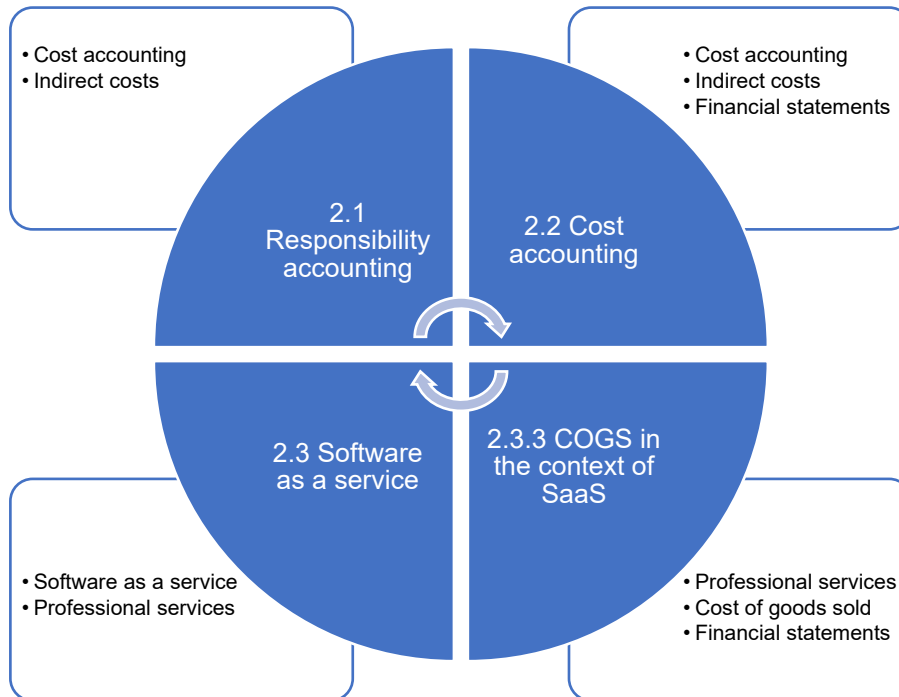 • Cost accounting
• Indirect costs
• Cost accounting
• Indirect costs
• Financial statements
2.1
Responsibility
accounting
2.2 Cost
accounting
2.3 Software
as a service
2.3.3 COGS in
the context of
SaaS
• Software as a service
• Professional services
• Professional services
• Cost of goods sold
• Financial statements